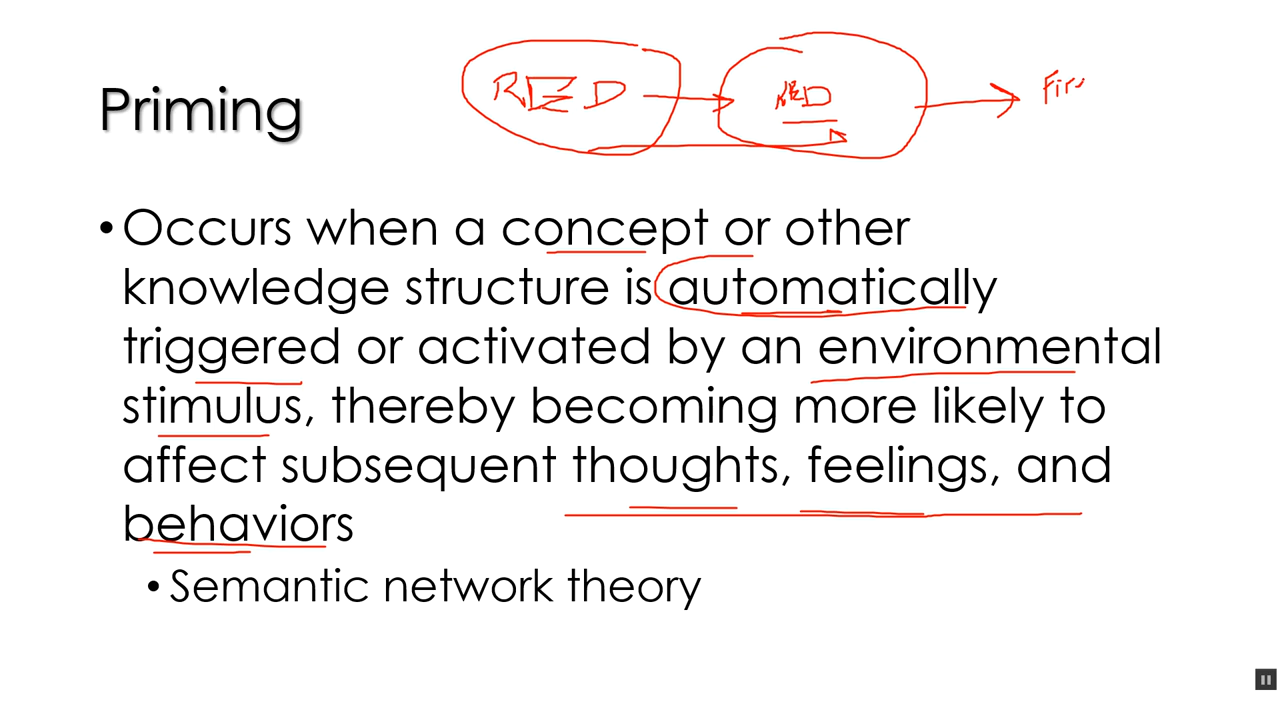 RED RED
Priming
• Occurs when a concept or other
knowledge structure is automatically
triggered or activated by an environmental
stimulus, thereby becoming more likely to
affect subsequent thoughts, feelings, and
behaviors
• Semantic network theory